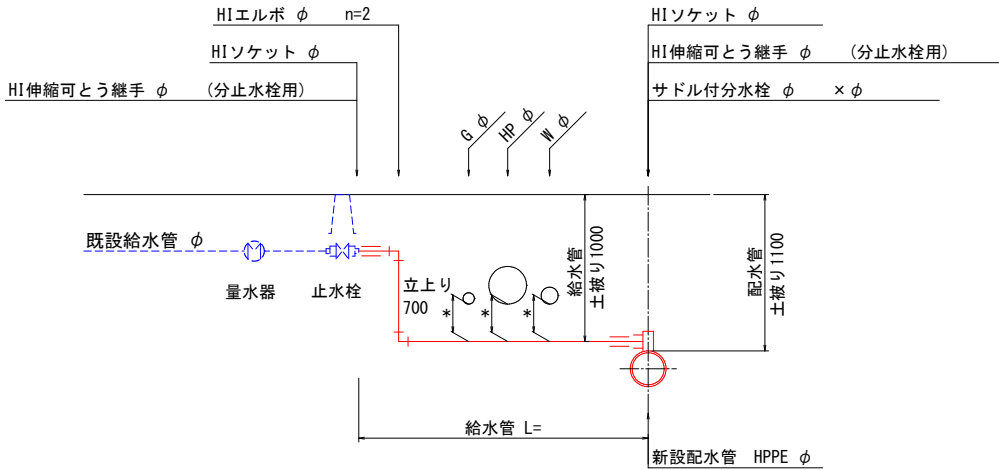 HIエルボ φ n=2
HIソケット φ
HI伸縮可とう継手 φ (分止水栓用)
HIソケット φ
HI伸縮可とう継手 φ (分止水栓用)
サドル付分水栓 φ ×φ
G φ
HP φ
W φ
既設給水管 φ
量水器
止水栓
立上り
700
*
*
*
給水管
土被り1000
配水管
土被り1100
給水管 L=
新設配水管 HPPE φ